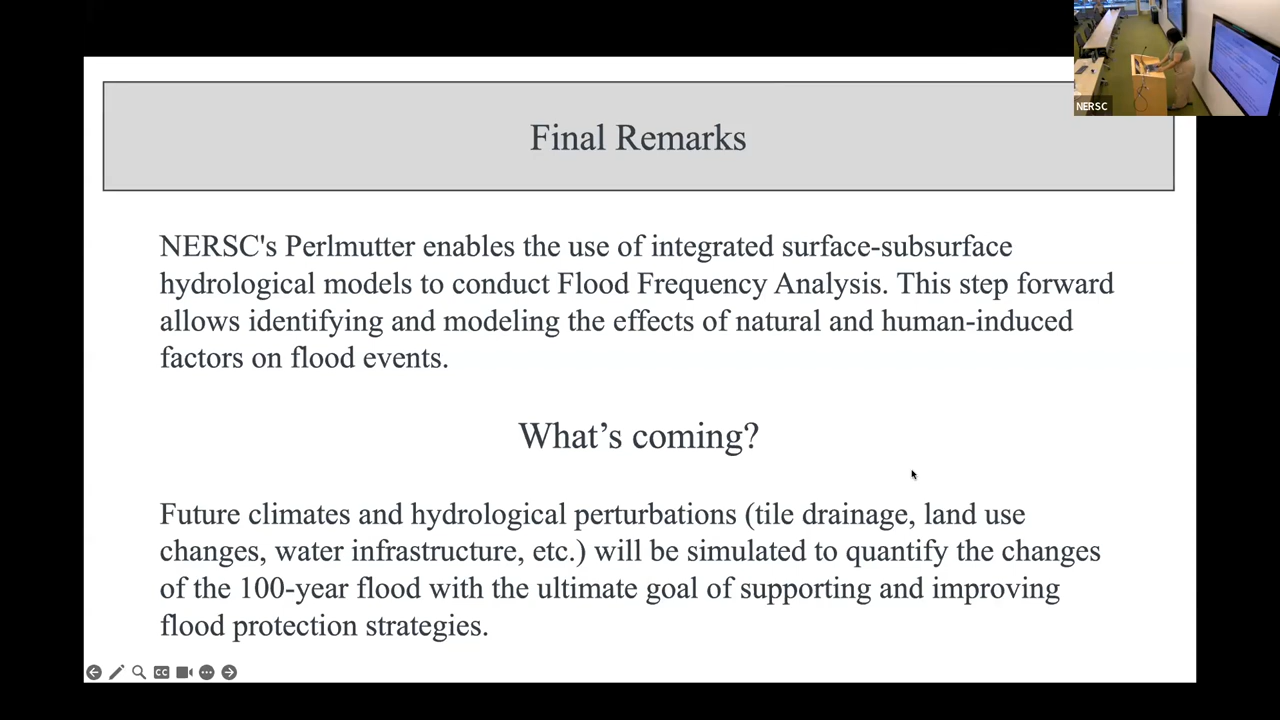 NERSC
Final Remarks
NERSC's Perlmutter enables the use of integrated surface-subsurface
hydrological models to conduct Flood Frequency Analysis. This step forward
allows identifying and modeling the effects of natural and human-induced
factors on flood events.
What’s coming?
Future climates and hydrological perturbations (tile drainage, land use
changes, water infrastructure, etc.) will be simulated to quantify the changes
of the 100-year flood with the ultimate goal of supporting and improving
flood protection strategies.
CC